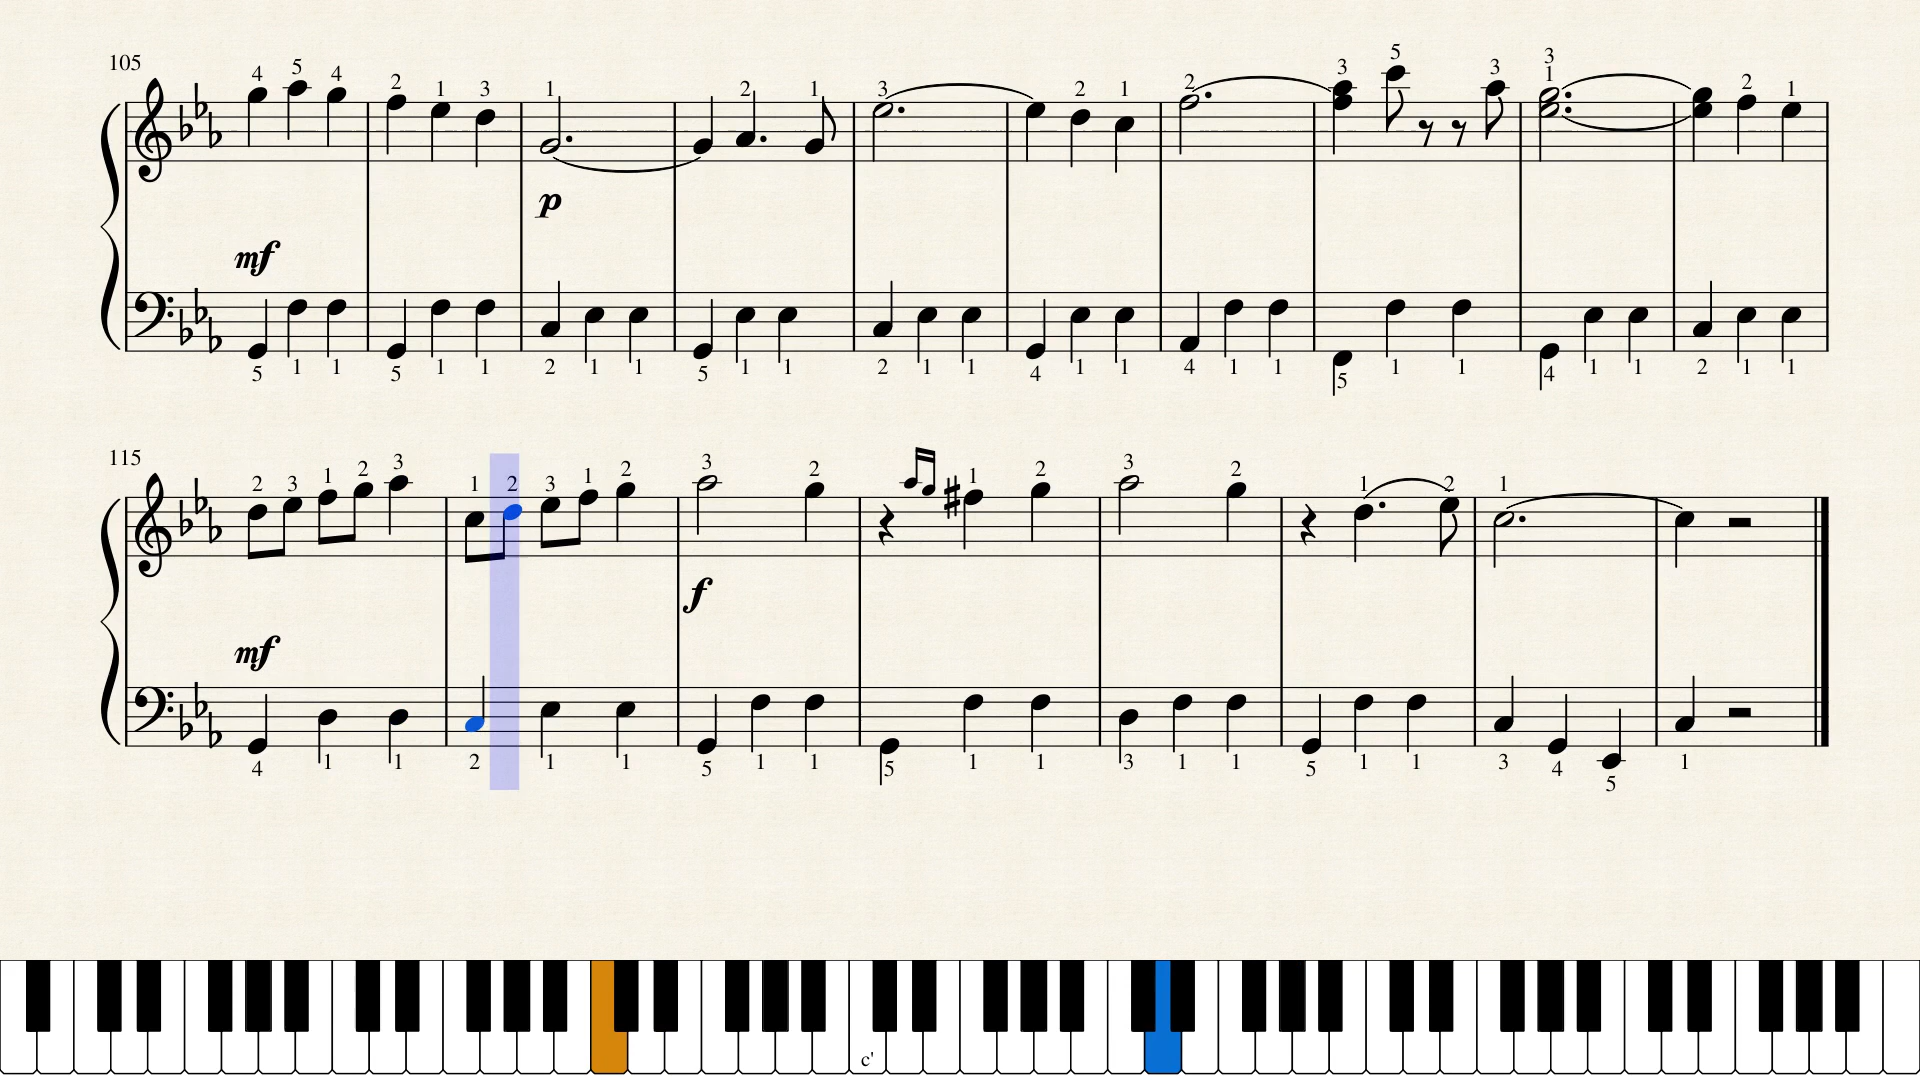 105
4 5 4 2 1 3 1 2 1 3 2 1 2 3 5 3 3 1 2 1
p
mf
5 1 1 5 1 1 2 1 1 5 1 1 2 1 1 4 1 1 4 1 1 5 1 1 4 1 1 2 1 1
115
2 3 1 2 3 1 2 3 1 2 3 2 1 2 3 2 1 2 1
f
mf
4 1 1 2 1 1 5 1 1 5 1 1 3 1 1 5 1 1 3 4 5 1
c'